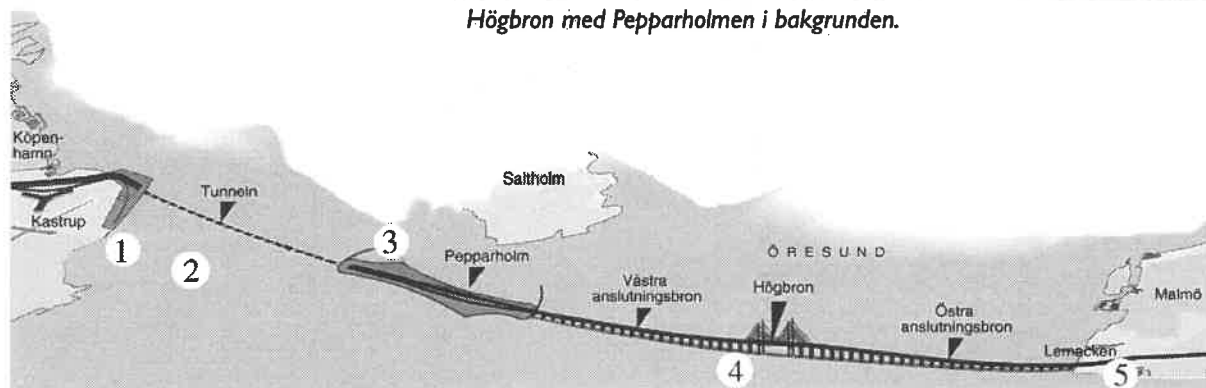 Högbron med Pepparholmen i bakgrunden.
Köpen-
hamn
Kastrup
1
Tunneln
2
3
Pepparholm
Saltholm
Västra
anslutningsbron
ÖRESUND
Högbron
4
Östra
anslutningsbron
Malmö
Lernacken
5